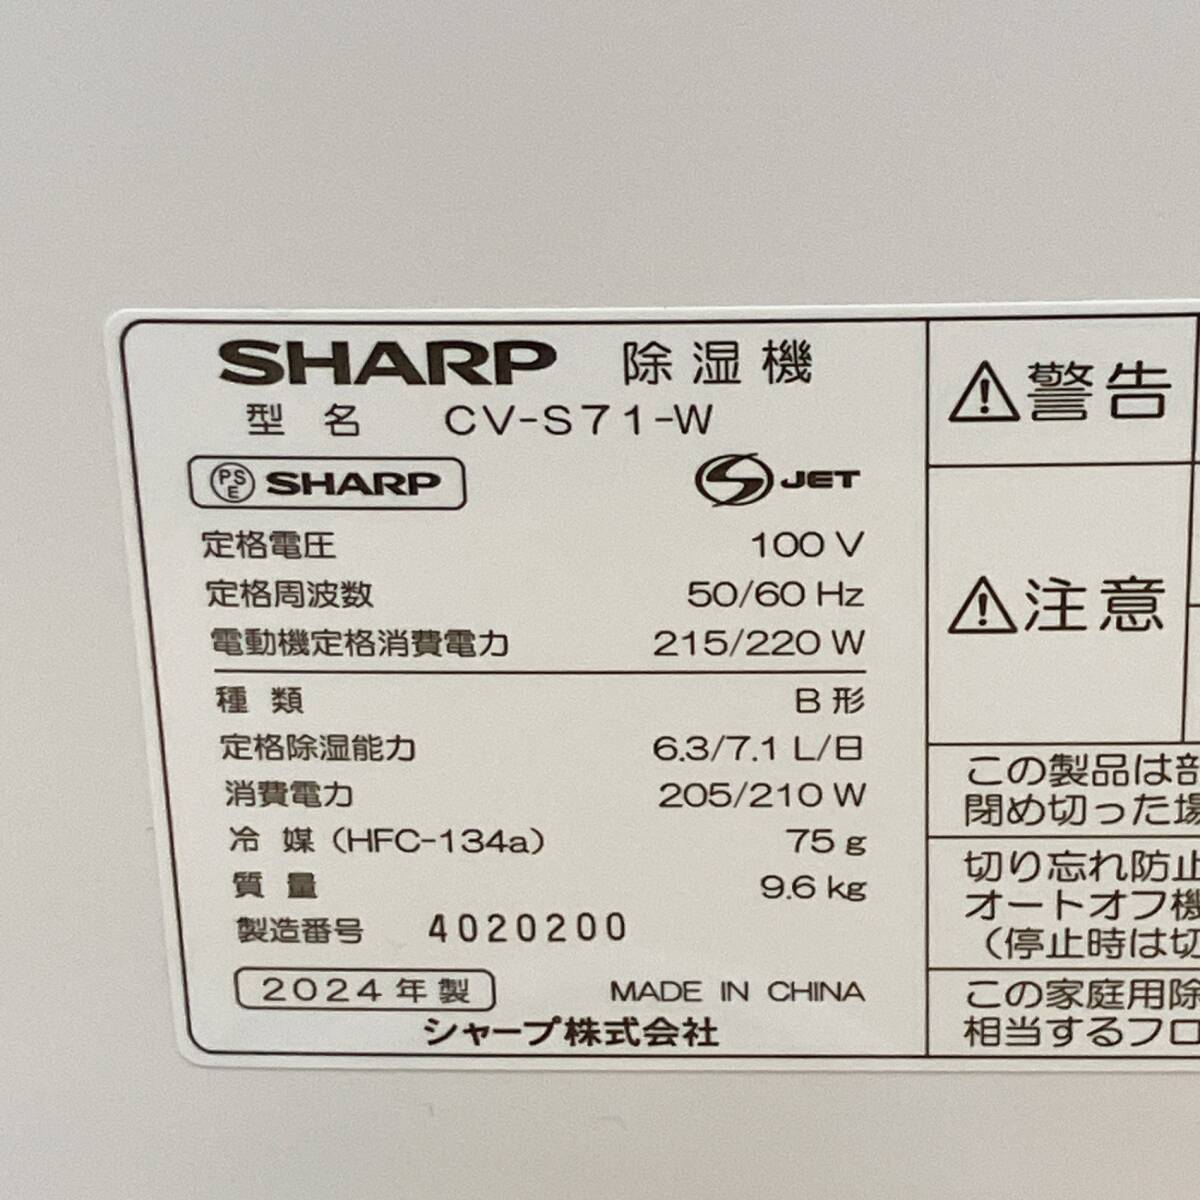 SHARP 除湿機
型名 CV-S71-W
PSE SHARP
JET
定格電圧 100 V
定格周波数 50/60 Hz
電動機定格消費電力 215/220 W
種類 B形
定格除湿能力 6.3/7.1 L/日
消費電力 205/210 W
冷媒(HFC-134a) 75 g
質量 9.6 kg
製造番号 4020200
2024年製 MADE IN CHINA
シャープ株式会社
警告
注意
この製品は部
閉め切った場
切り忘れ防止
オートオフ機
(停止時は切
この家庭用除
相当するフロ